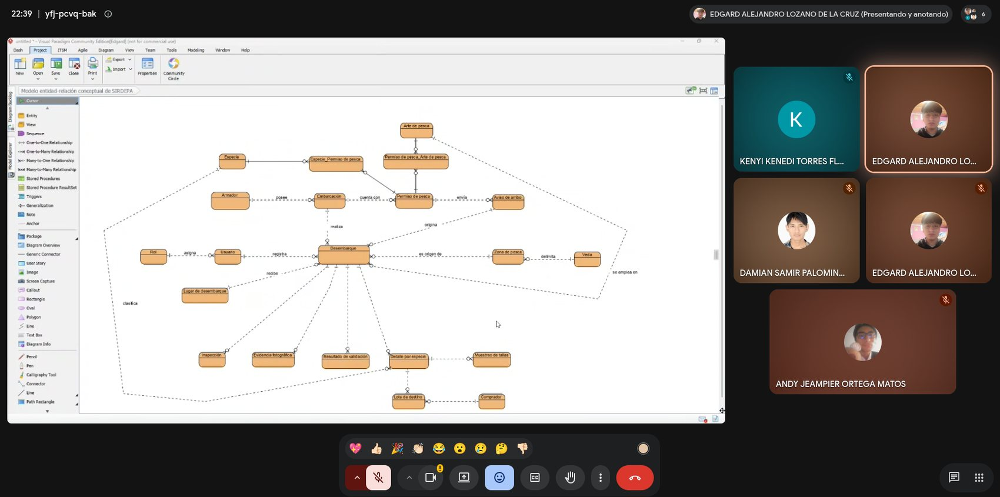 22:39 | yfj-pcvq-bak
EDGARD ALEJANDRO LOZANO DE LA CRUZ (Presentando y anotando)
6
untitled * - Visual Paradigm Community Edition[Edgard] (not for commercial use)
Dash Project ITSM Agile Diagram View Team Tools Modeling Window Help
New Open Save Close Print Export Import Properties Community Circle
Modelo entidad-relación conceptual de SIRDEPA
Diagram Backlog
Model Explorer
Cursor
Entity
View
Sequence
One-to-One Relationship
One-to-Many Relationship
Many-to-One Relationship
Many-to-Many Relationship
Stored Procedures
Stored Procedure ResultSet
Triggers
Generalization
Note
Anchor
Package
Diagram Overview
Generic Connector
User Story
Image
Screen Capture
Callout
Rectangle
Oval
Polygon
Line
Text Box
Diagram Info
Pencil
Pen
Calligraphy Tool
Connector
Line
Path Rectangle
Arte de pesca
Especie
Especie_Permiso de pesca
Permiso de pesca_Arte de pesca
Armador
posee
Embarcación
cuenta con
Permiso de pesca
envía
Aviso de arribo
realiza
origina
Rol
asigna
Usuario
registra
Desembarque
es origen de
Zona de pesca
delimita
Veda
recibe
se emplea en
Lugar de desembarque
clasifica
Inspección
Evidencia fotográfica
Resultado de validación
Detalle por especie
Muestreo de tallas
Lote de destino
Comprador
K
KENYI KENEDI TORRES FL...
EDGARD ALEJANDRO LO...
DAMIAN SAMIR PALOMIN...
EDGARD ALEJANDRO LO...
ANDY JEAMPIER ORTEGA MATOS